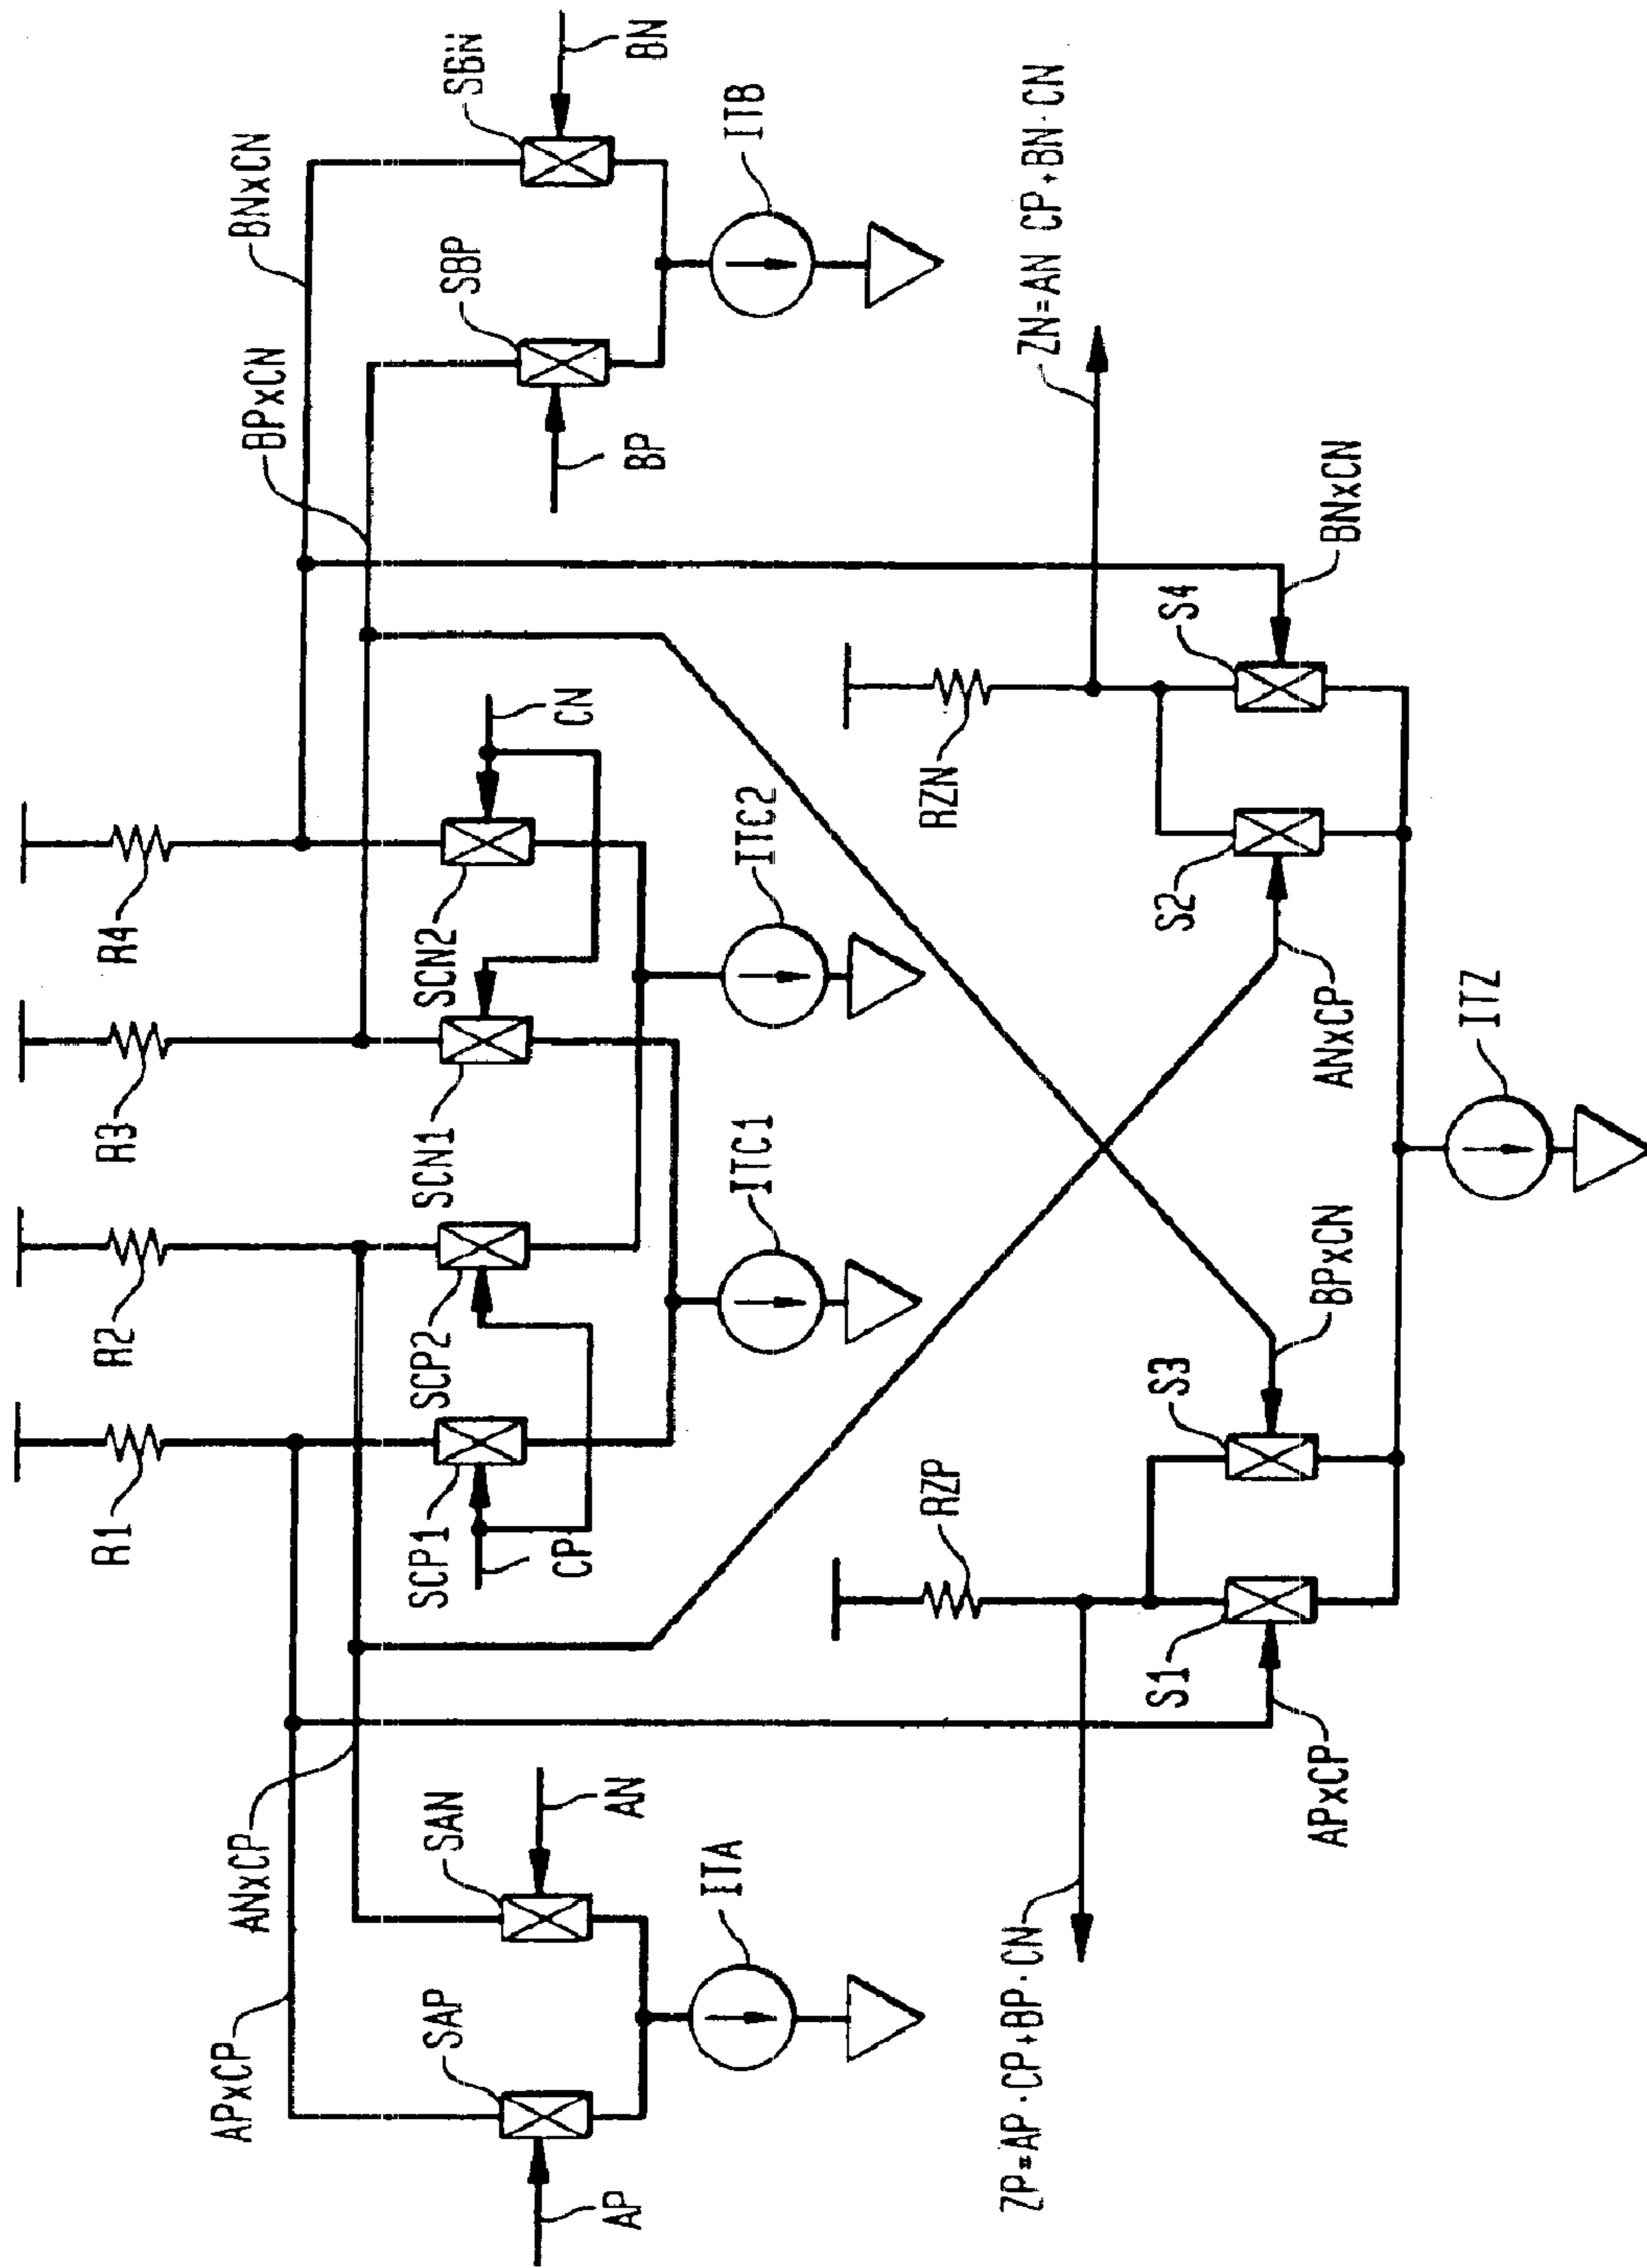 R1
R2
R3
R4
APxCP
ANxCP
BPxCN
BNxCN
SAP
SAN
SCP1
SCP2
SCN1
SCN2
SBP
SBN
AP
AN
CP
CN
BP
BN
ITA
ITC1
ITC2
ITB
ZP=AP·CP+BP·CN
RZP
RZN
ZN=AN CP+BN·CN
S1
S3
S2
S4
APxCP
BPxCN
ANxCP
BNxCN
ITZ